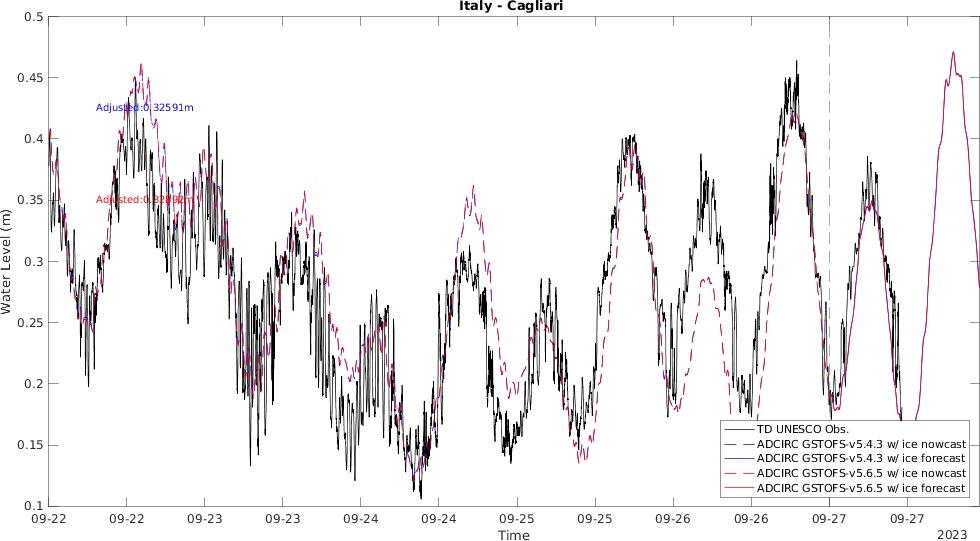 Italy - Cagliari
0.5
0.45
0.4
0.35
0.3
0.25
0.2
0.15
0.1
Water Level (m)
Adjusted:0.32591m
Adjusted:0.32892m
TD UNESCO Obs.
ADCIRC GSTOFS-v5.4.3 w/ ice nowcast
ADCIRC GSTOFS-v5.4.3 w/ ice forecast
ADCIRC GSTOFS-v5.6.5 w/ ice nowcast
ADCIRC GSTOFS-v5.6.5 w/ ice forecast
09-22 09-22 09-23 09-23 09-24 09-24 09-25 09-25 09-26 09-26 09-27 09-27
Time
2023